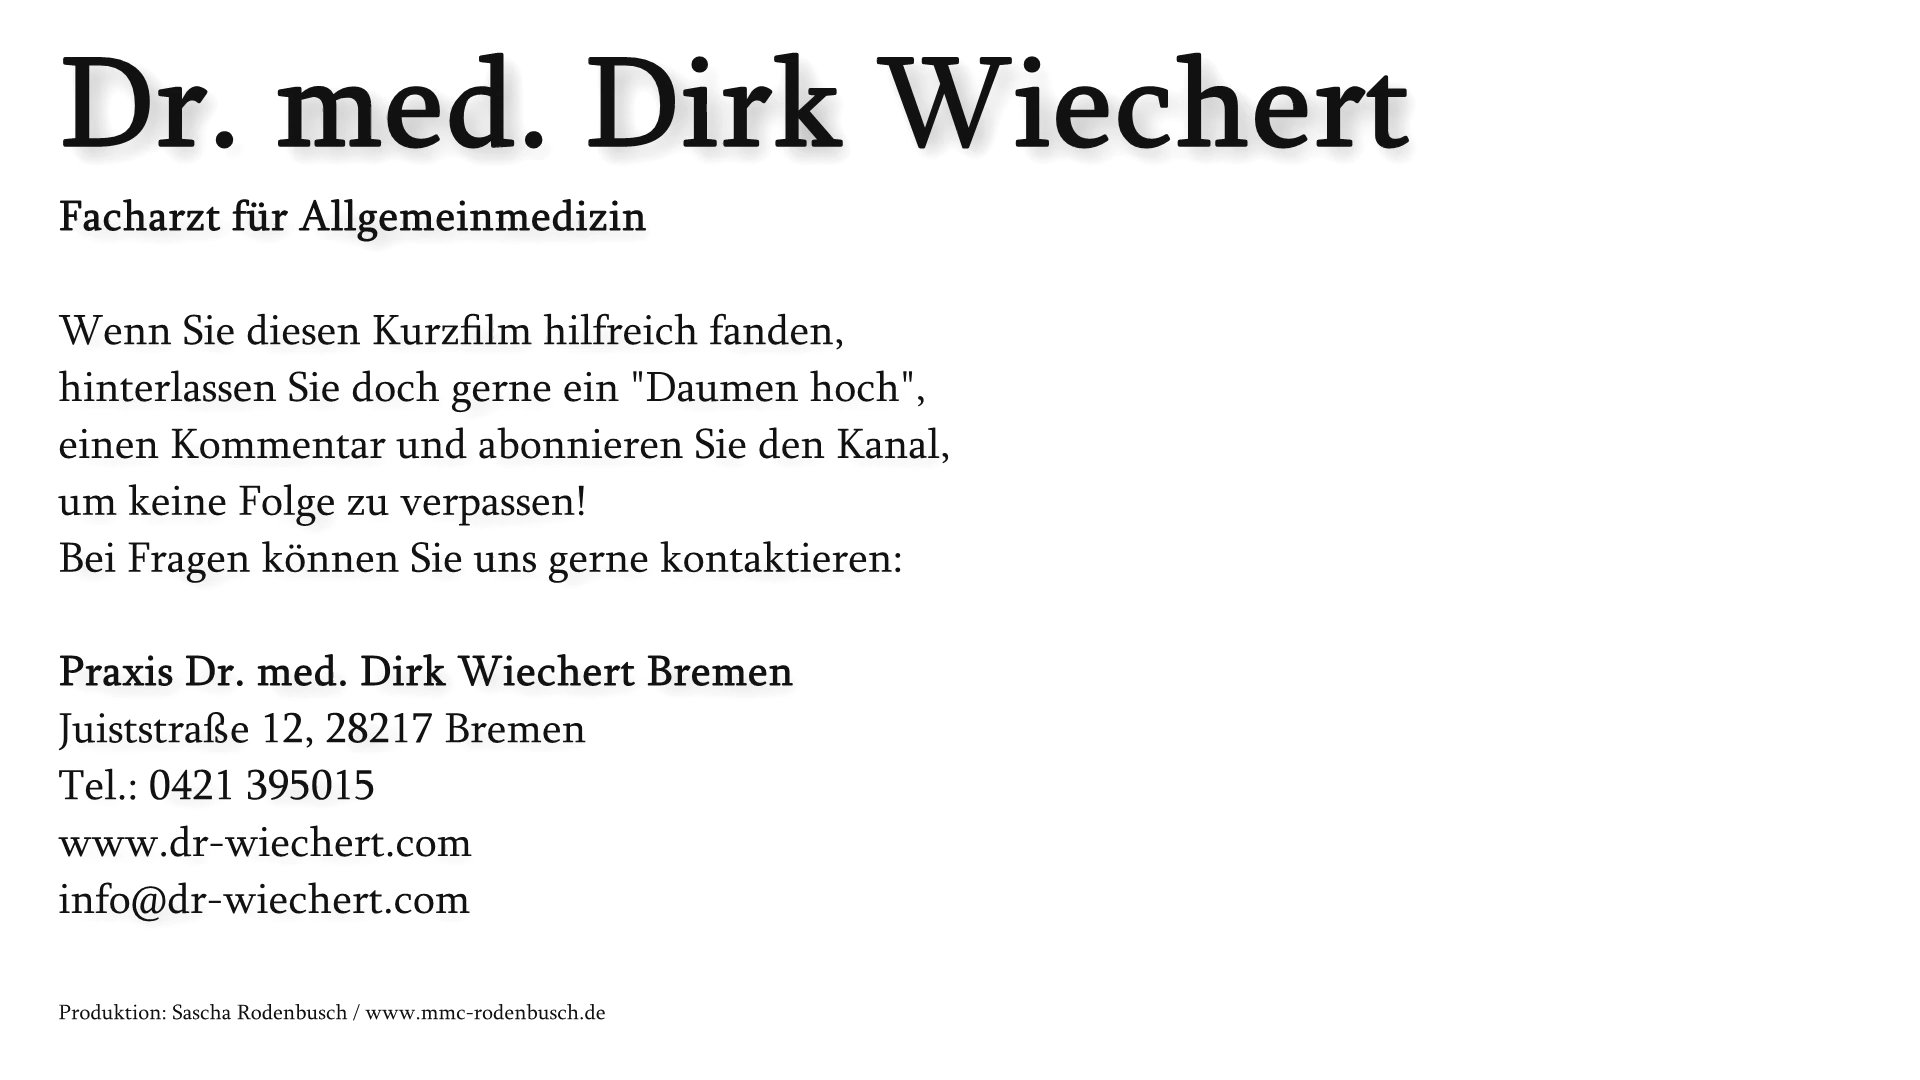 Dr. med. Dirk Wiechert
Facharzt für Allgemeinmedizin
Wenn Sie diesen Kurzfilm hilfreich fanden,
hinterlassen Sie doch gerne ein "Daumen hoch",
einen Kommentar und abonnieren Sie den Kanal,
um keine Folge zu verpassen!
Bei Fragen können Sie uns gerne kontaktieren:
Praxis Dr. med. Dirk Wiechert Bremen
Juiststraße 12, 28217 Bremen
Tel.: 0421 395015
www.dr-wiechert.com
info@dr-wiechert.com
Produktion: Sascha Rodenbusch / www.mmc-rodenbusch.de